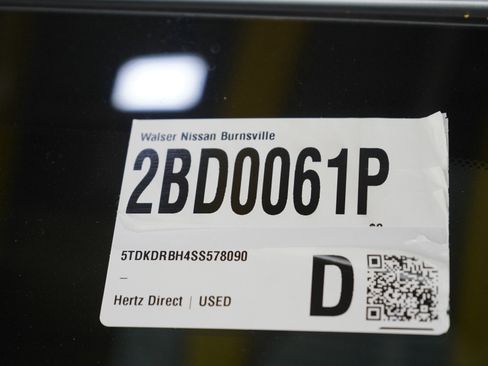 Walser Nissan Burnsville
2BD0061P
5TDKDRBH4SS578090
–
Hertz Direct | USED
D